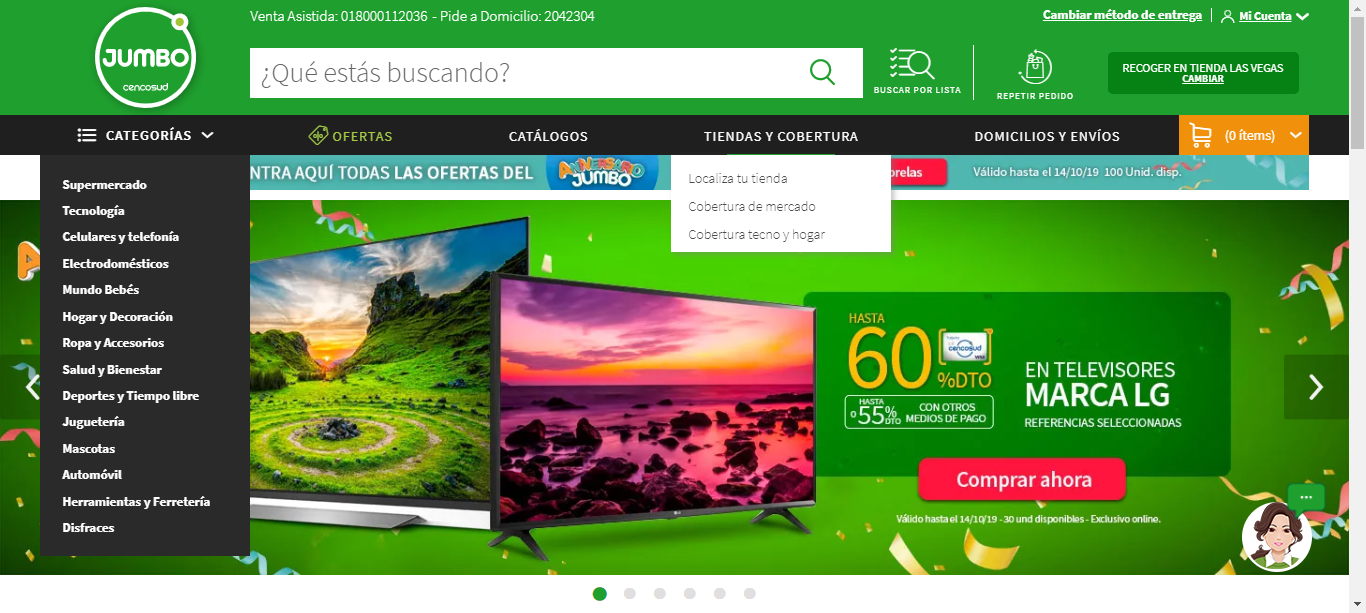 Venta Asistida: 018000112036 - Pide a Domicilio: 2042304
Cambiar método de entrega
Mi Cuenta
JUMBO
cencosud
¿Qué estás buscando?
BUSCAR POR LISTA
REPETIR PEDIDO
RECOGER EN TIENDA LAS VEGAS
CAMBIAR
CATEGORÍAS
OFERTAS
CATÁLOGOS
TIENDAS Y COBERTURA
DOMICILIOS Y ENVÍOS
(0 ítems)
NTRA AQUÍ TODAS LAS OFERTAS DEL
ANIVERSARIO
JUMBO
relas
Válido hasta el 14/10/19 100 Unid. disp.
Localiza tu tienda
Cobertura de mercado
Cobertura tecno y hogar
Supermercado
Tecnología
Celulares y telefonía
Electrodomésticos
Mundo Bebés
Hogar y Decoración
Ropa y Accesorios
Salud y Bienestar
Deportes y Tiempo libre
Juguetería
Mascotas
Automóvil
Herramientas y Ferretería
Disfraces
HASTA
60 %DTO
cencosud
HASTA
o 55% DTO
CON OTROS
MEDIOS DE PAGO
EN TELEVISORES
MARCA LG
REFERENCIAS SELECCIONADAS
Comprar ahora
Válido hasta el 14/10/19 - 30 und disponibles - Exclusivo online.
LG